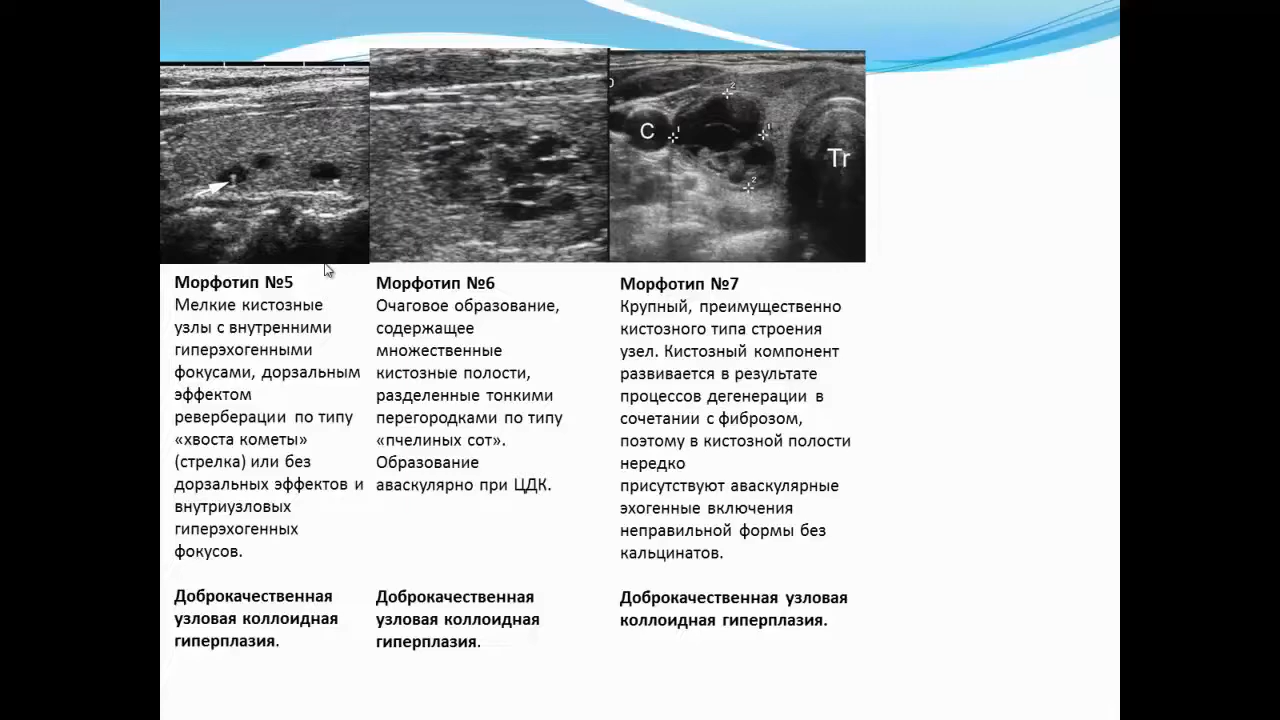 C
Tr
1
2
1
2
Морфотип №5
Мелкие кистозные
узлы с внутренними
гиперэхогенными
фокусами, дорзальным
эффектом
реверберации по типу
«хвоста кометы»
(стрелка) или без
дорзальных эффектов и
внутриузловых
гиперэхогенных
фокусов.
Доброкачественная
узловая коллоидная
гиперплазия.
Морфотип №6
Очаговое образование,
содержащее
множественные
кистозные полости,
разделенные тонкими
перегородками по типу
«пчелиных сот».
Образование
аваскулярно при ЦДК.
Доброкачественная
узловая коллоидная
гиперплазия.
Морфотип №7
Крупный, преимущественно
кистозного типа строения
узел. Кистозный компонент
развивается в результате
процессов дегенерации в
сочетании с фиброзом,
поэтому в кистозной полости
нередко
присутствуют аваскулярные
эхогенные включения
неправильной формы без
кальцинатов.
Доброкачественная узловая
коллоидная гиперплазия.